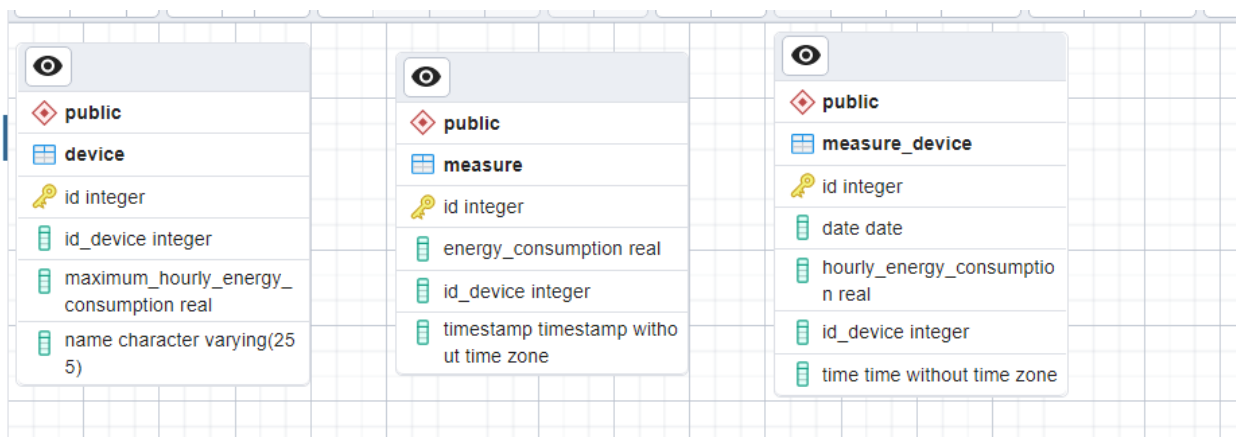 public
device
id integer
id_device integer
maximum_hourly_energy_
consumption real
name character varying(25
5)
public
measure
id integer
energy_consumption real
id_device integer
timestamp timestamp witho
ut time zone
public
measure_device
id integer
date date
hourly_energy_consumptio
n real
id_device integer
time time without time zone